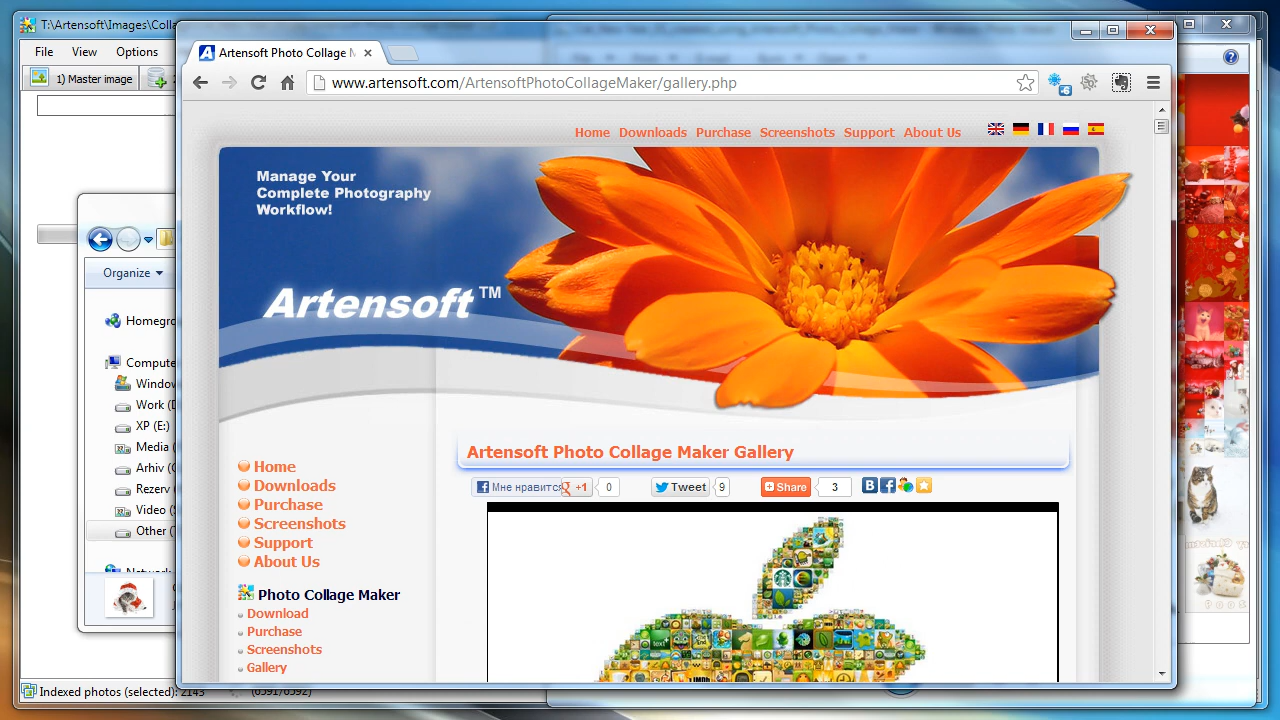 T:\Artensoft\Images\Colla
File View Options
1) Master image
Artensoft Photo Collage M
www.artensoft.com/ArtensoftPhotoCollageMaker/gallery.php
Home Downloads Purchase Screenshots Support About Us
Manage Your
Complete Photography
Workflow!
Artensoft™
Organize
Homegro
Compute
Window
Work (D
XP (E:)
Media (
Arhiv (
Rezerv
Video (
Other (
Network
Artensoft Photo Collage Maker Gallery
Мне нравится +1 0 Tweet 9 Share 3
Home
Downloads
Purchase
Screenshots
Support
About Us
Photo Collage Maker
Download
Purchase
Screenshots
Gallery
Indexed photos (selected): 2143 (6591/6592)